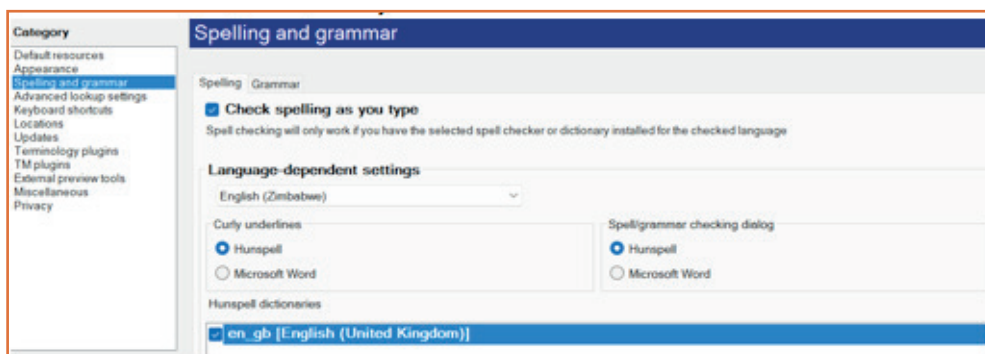 Category
Default resources
Appearance
Spelling and grammar
Advanced lookup settings
Keyboard shortcuts
Locations
Updates
Terminology plugins
TM plugins
External preview tools
Miscellaneous
Privacy
Spelling and grammar
Spelling Grammar
Check spelling as you type
Spell checking will only work if you have the selected spell checker or dictionary installed for the checked language
Language-dependent settings
English (Zimbabwe)
Curly underlines
Hunspell
Microsoft Word
Spell/grammar checking dialog
Hunspell
Microsoft Word
Hunspell dictionaries
en_gb [English (United Kingdom)]